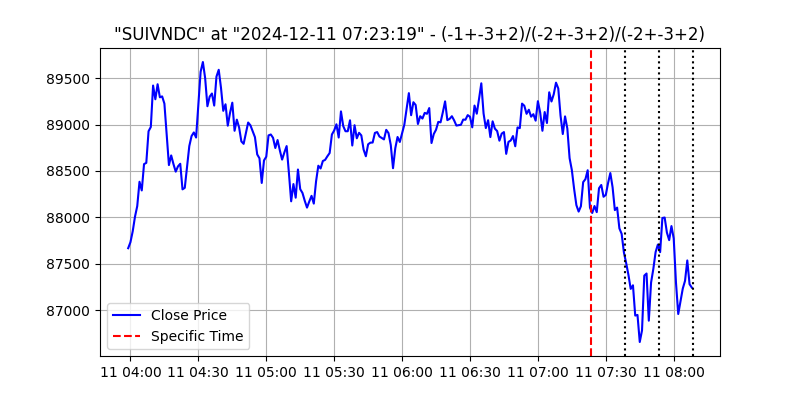 "SUIVNDC" at "2024-12-11 07:23:19" - (-1+-3+2)/(-2+-3+2)/(-2+-3+2)
89500
89000
88500
88000
87500
87000
Close Price
Specific Time
11 04:00 11 04:30 11 05:00 11 05:30 11 06:00 11 06:30 11 07:00 11 07:30 11 08:00